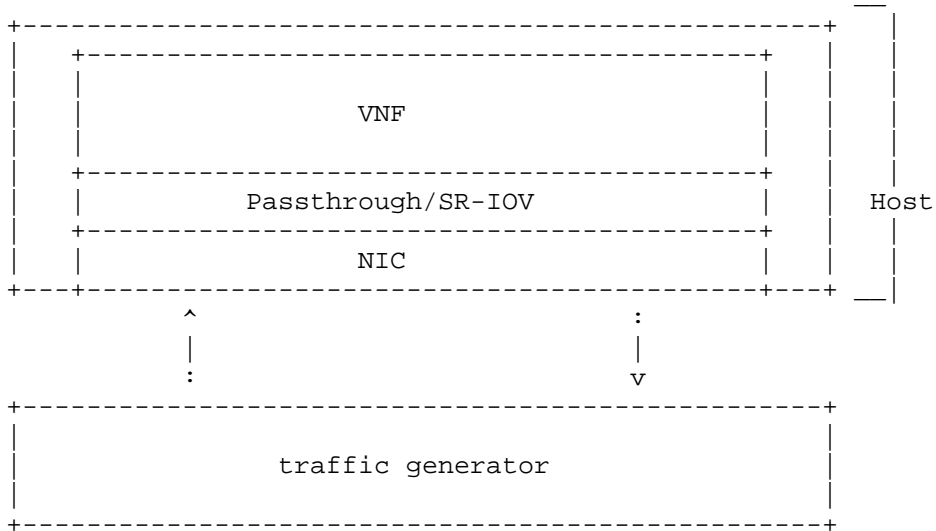 VNF
Passthrough/SR-IOV
Host
NIC
traffic generator